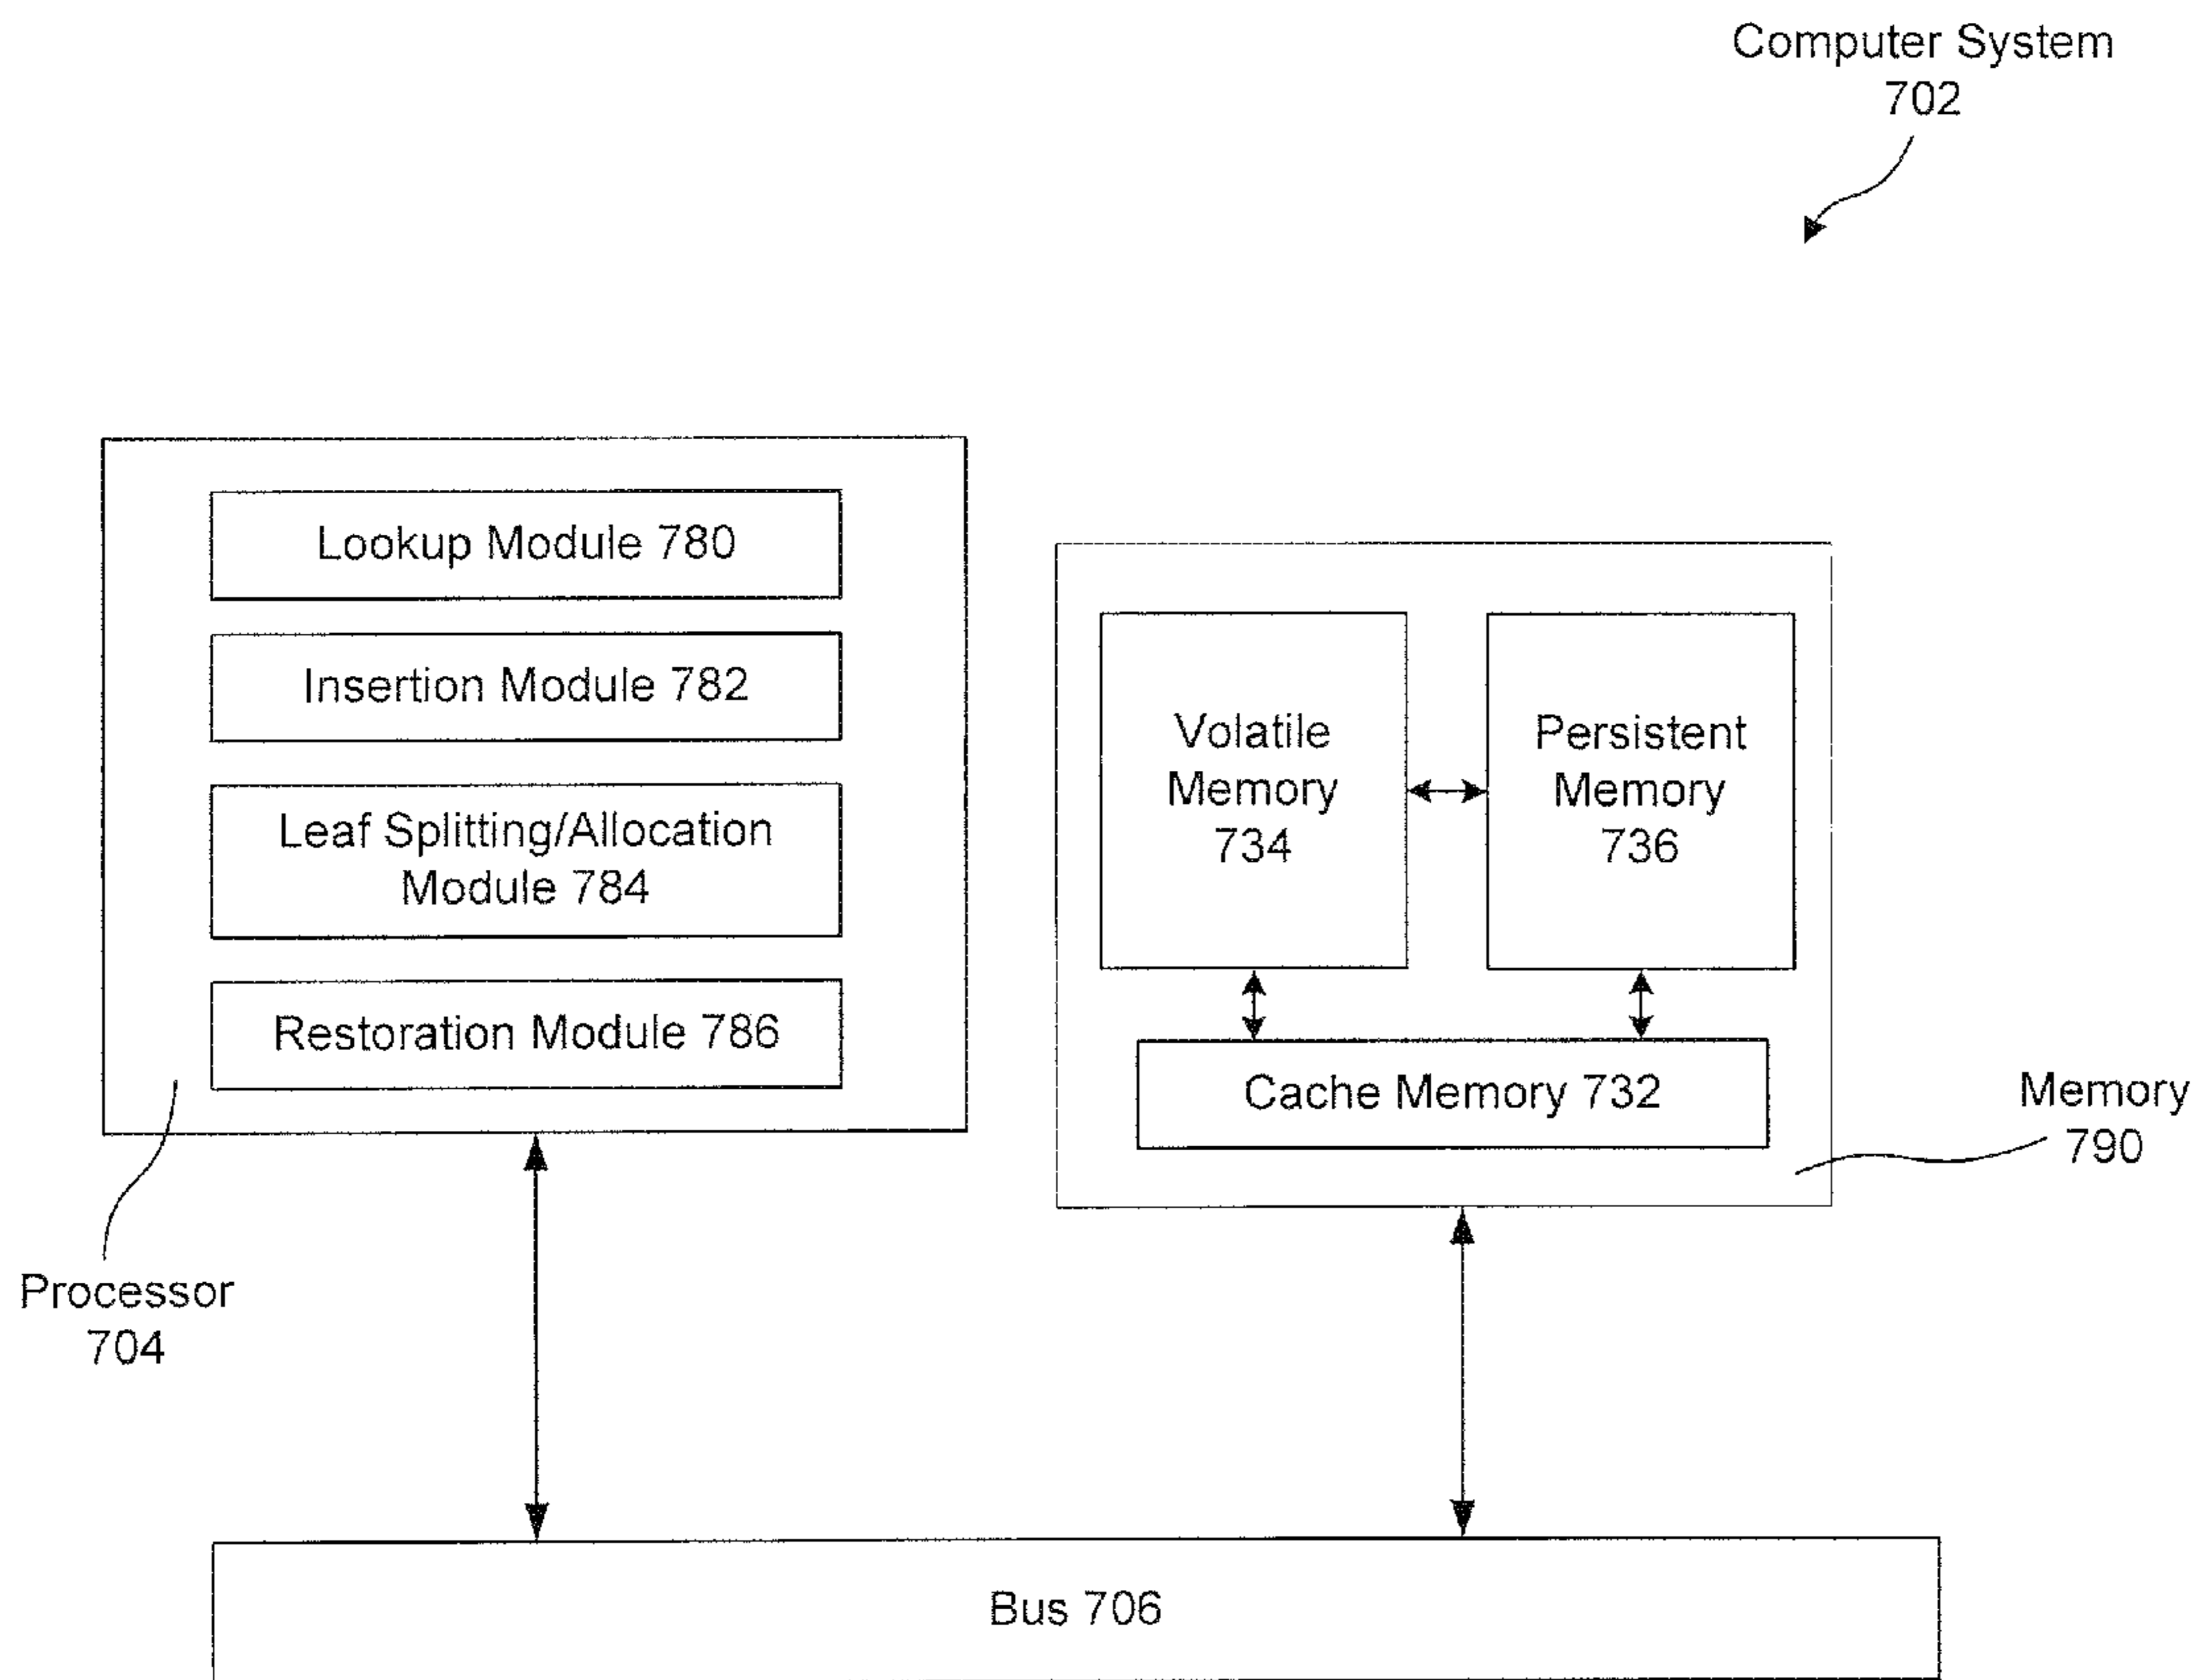 Computer System
702
Lookup Module 780
Insertion Module 782
Leaf Splitting/Allocation
Module 784
Restoration Module 786
Processor
704
Volatile
Memory
734
Persistent
Memory
736
Cache Memory 732
Memory
790
Bus 706